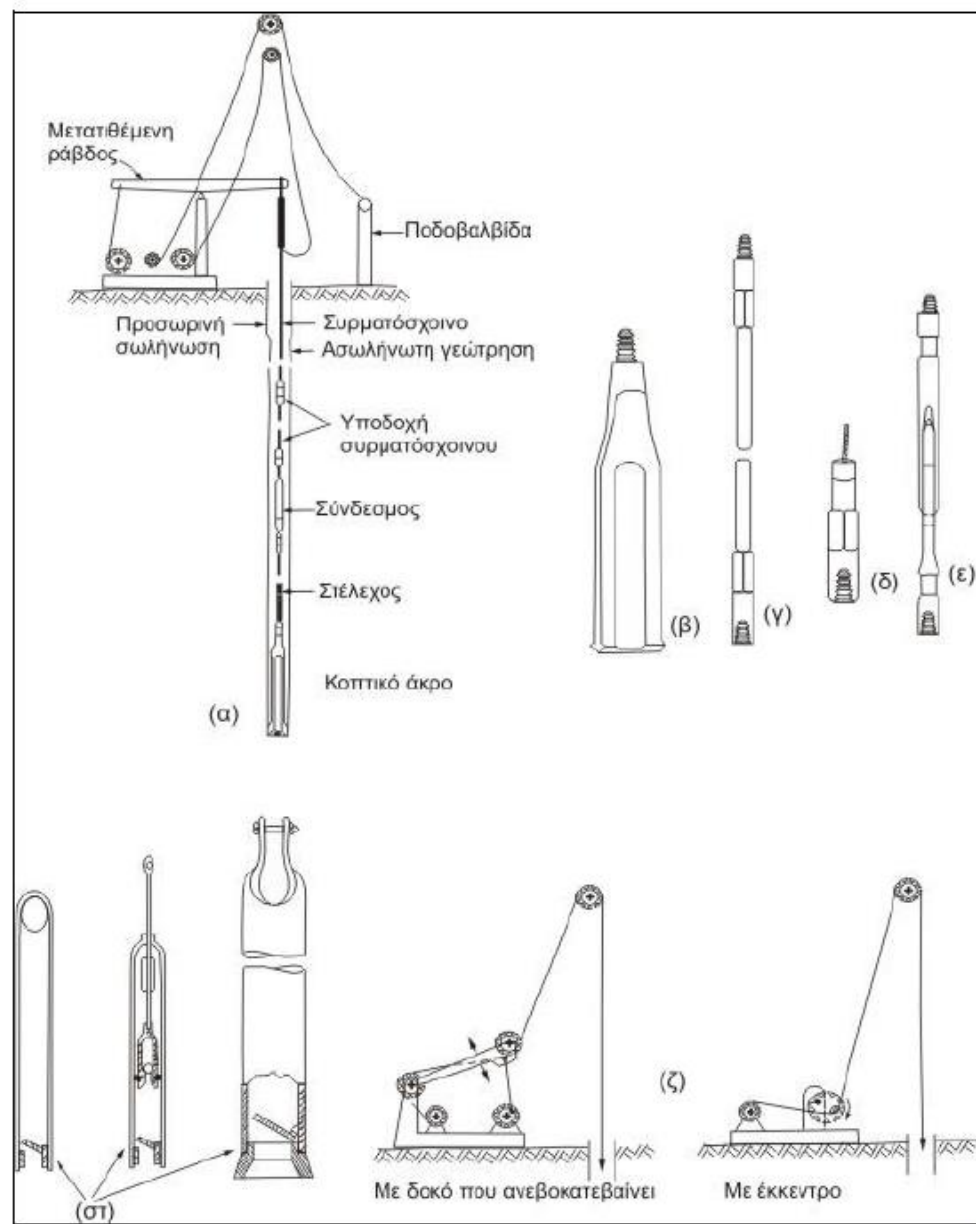 Μετατιθέμενη
ράβδος
Ποδοβαλβίδα
Προσωρινή
σωλήνωση
Συρματόσχοινο
Ασωλήνωτη γεώτρηση
Υποδοχή
συρματόσχοινου
Σύνδεσμος
Στέλεχος
Κοπτικό άκρο
(α)
(β)
(γ)
(δ)
(ε)
(στ)
(ζ)
Με δοκό που ανεβοκατεβαίνει
Με έκκεντρο